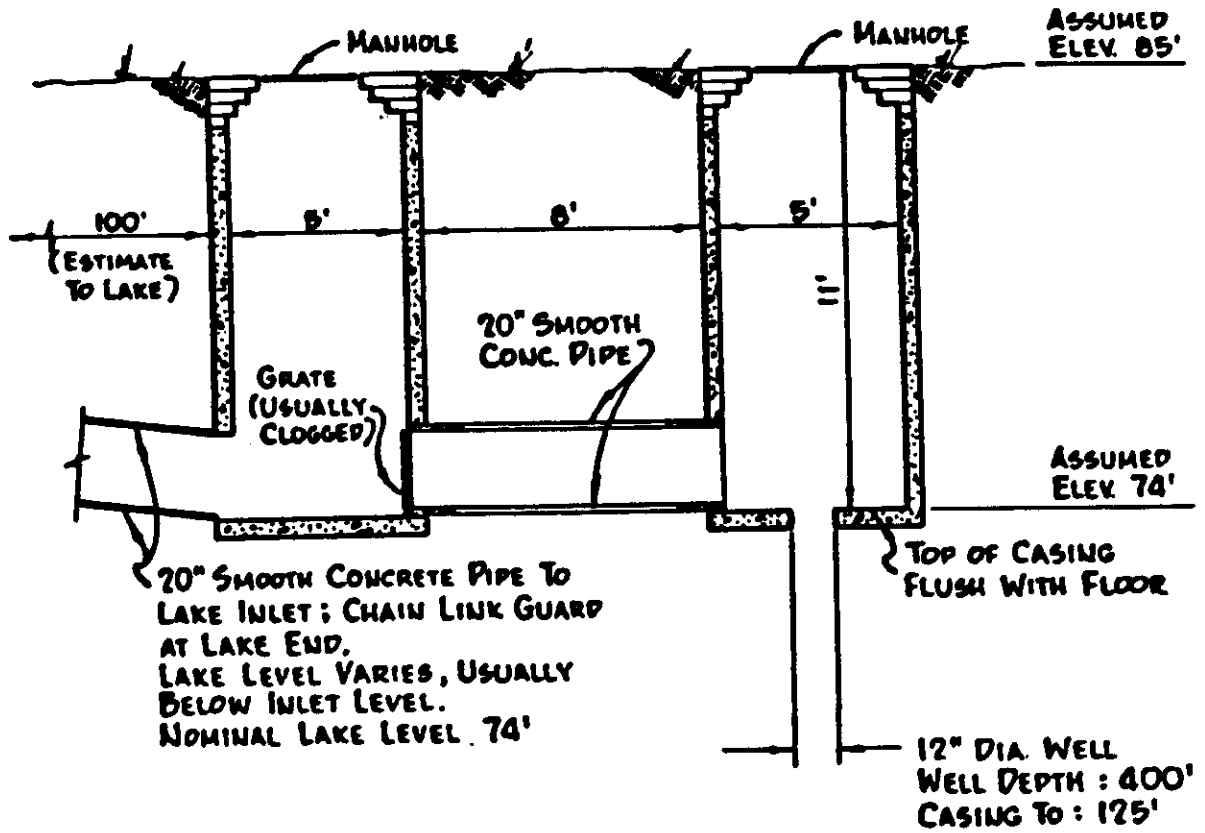 MANHOLE
MANHOLE
ASSUMED
ELEV. 85'
100'
5'
8'
5'
(ESTIMATE
TO LAKE)
11'
20" SMOOTH
CONC. PIPE
GRATE
(USUALLY
CLOGGED)
ASSUMED
ELEV. 74'
TOP OF CASING
FLUSH WITH FLOOR
20" SMOOTH CONCRETE PIPE TO
LAKE INLET; CHAIN LINK GUARD
AT LAKE END.
LAKE LEVEL VARIES, USUALLY
BELOW INLET LEVEL.
NOMINAL LAKE LEVEL 74'
12" DIA. WELL
WELL DEPTH : 400'
CASING TO : 125'